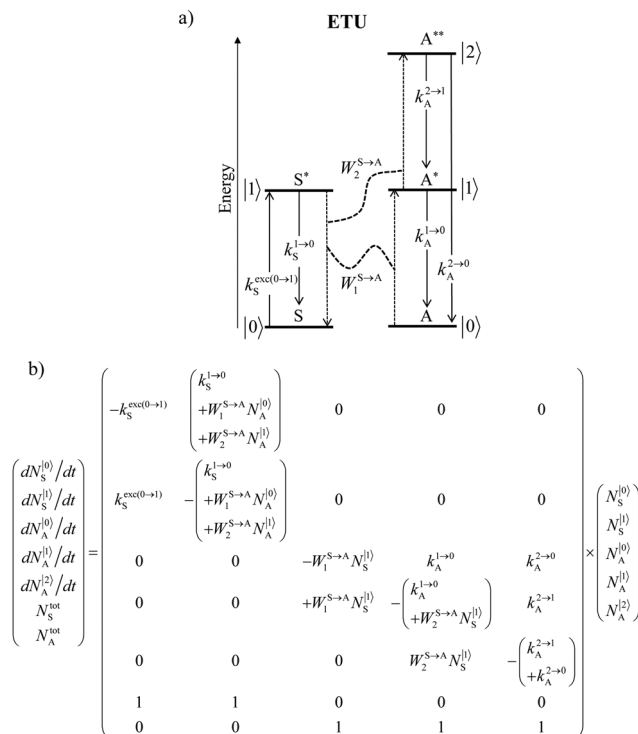 a) ETU
A** |2⟩
k_A^{2→1}
W_2^{S→A}
|1⟩ S* A* |1⟩
Energy
k_S^{1→0} k_A^{1→0}
k_S^{exc(0→1)} W_1^{S→A} k_A^{2→0}
|0⟩ S A |0⟩
b)
dN_S^{|0⟩}/dt
dN_S^{|1⟩}/dt
dN_A^{|0⟩}/dt
dN_A^{|1⟩}/dt
dN_A^{|2⟩}/dt
N_S^{tot}
N_A^{tot}
=
-k_S^{exc(0→1)} (k_S^{1→0} +W_1^{S→A}N_A^{|0⟩} +W_2^{S→A}N_A^{|1⟩}) 0 0 0
k_S^{exc(0→1)} -(k_S^{1→0} +W_1^{S→A}N_A^{|0⟩} +W_2^{S→A}N_A^{|1⟩}) 0 0 0
0 0 -W_1^{S→A}N_S^{|1⟩} k_A^{1→0} k_A^{2→0}
0 0 +W_1^{S→A}N_S^{|1⟩} -(k_A^{1→0} +W_2^{S→A}N_S^{|1⟩}) k_A^{2→1}
0 0 0 W_2^{S→A}N_S^{|1⟩} -(k_A^{2→1} +k_A^{2→0})
1 1 0 0 0
0 0 1 1 1
×
N_S^{|0⟩}
N_S^{|1⟩}
N_A^{|0⟩}
N_A^{|1⟩}
N_A^{|2⟩}